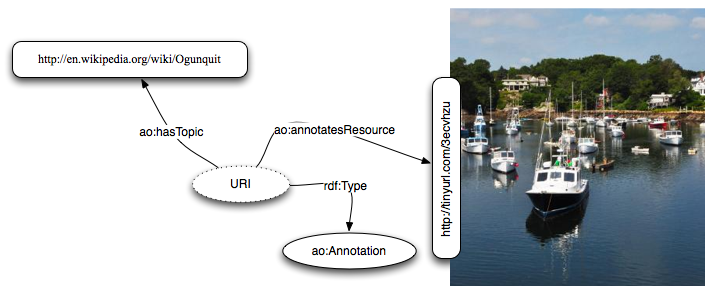 http://en.wikipedia.org/wiki/Ogunquit
ao:hasTopic
ao:annotatesResource
URI
rdf:Type
ao:Annotation
http://tinyurl.com/3ecvhzu